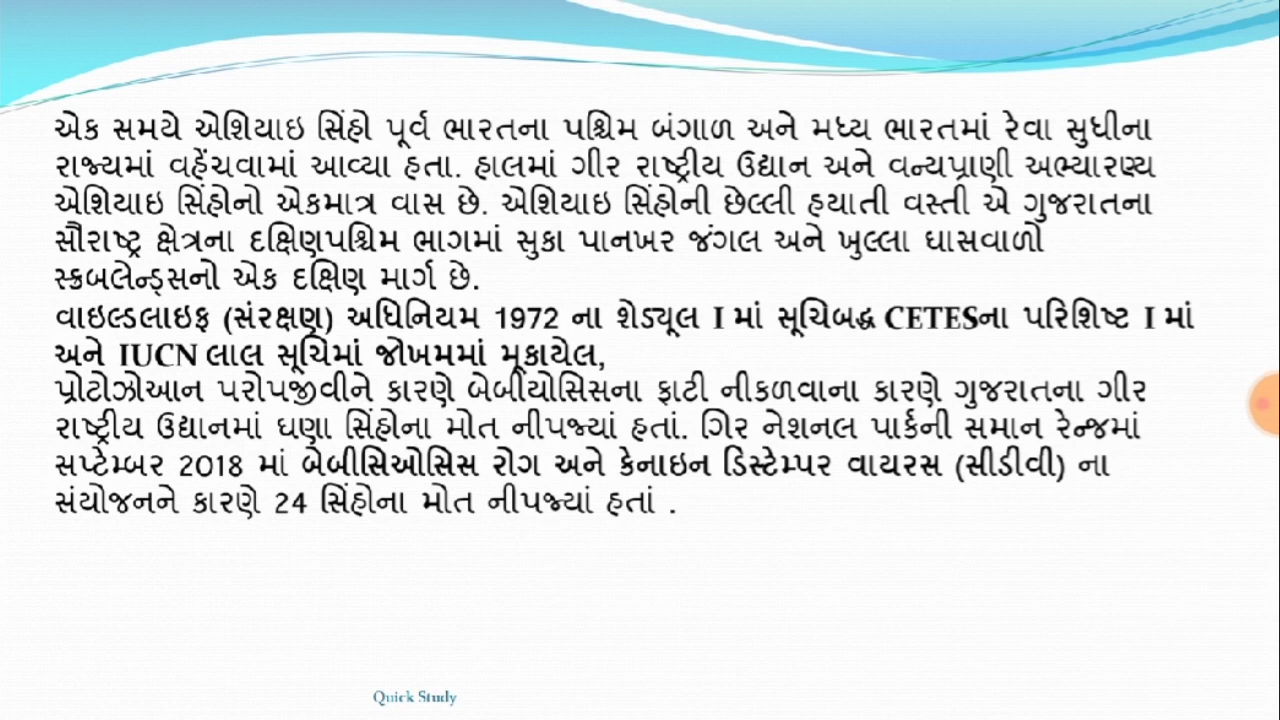 એક સમયે એશિયાઇ સિંહો પૂર્વ ભારતના પશ્ચિમ બંગાળ અને મધ્ય ભારતમાં રેવા સુધીના
રાજ્યમાં વહેંચવામાં આવ્યા હતા. હાલમાં ગીર રાષ્ટ્રીય ઉદ્યાન અને વન્યપ્રાણી અભ્યારણ્ય
એશિયાઇ સિંહોનો એકમાત્ર વાસ છે. એશિયાઇ સિંહોની છેલ્લી હયાતી વસ્તી એ ગુજરાતના
સૌરાષ્ટ્ર ક્ષેત્રના દક્ષિણપશ્ચિમ ભાગમાં સુકા પાનખર જંગલ અને ખુલ્લા ઘાસવાળો
સ્ક્રબલેન્ડ્સનો એક દક્ષિણ માર્ગ છે.
વાઇલ્ડલાઇફ (સંરક્ષણ) અધિનિયમ 1972 ના શેડ્યૂલ I માં સૂચિબદ્ધ CETESના પરિશિષ્ટ I માં
અને IUCN લાલ સૂચિમાં જોખમમાં મૂકાયેલ,
પ્રોટોઝોઆન પરોપજીવીને કારણે બેબીયોસિસના ફાટી નીકળવાના કારણે ગુજરાતના ગીર
રાષ્ટ્રીય ઉદ્યાનમાં ઘણા સિંહોના મોત નીપજ્યાં હતાં. ગિર નેશનલ પાર્કની સમાન રેન્જમાં
સપ્ટેમ્બર 2018 માં બેબીસિઓસિસ રોગ અને કેનાઇન ડિસ્ટેમ્પર વાયરસ (સીડીવી) ના
સંયોજનને કારણે 24 સિંહોના મોત નીપજ્યાં હતાં .
Quick Study